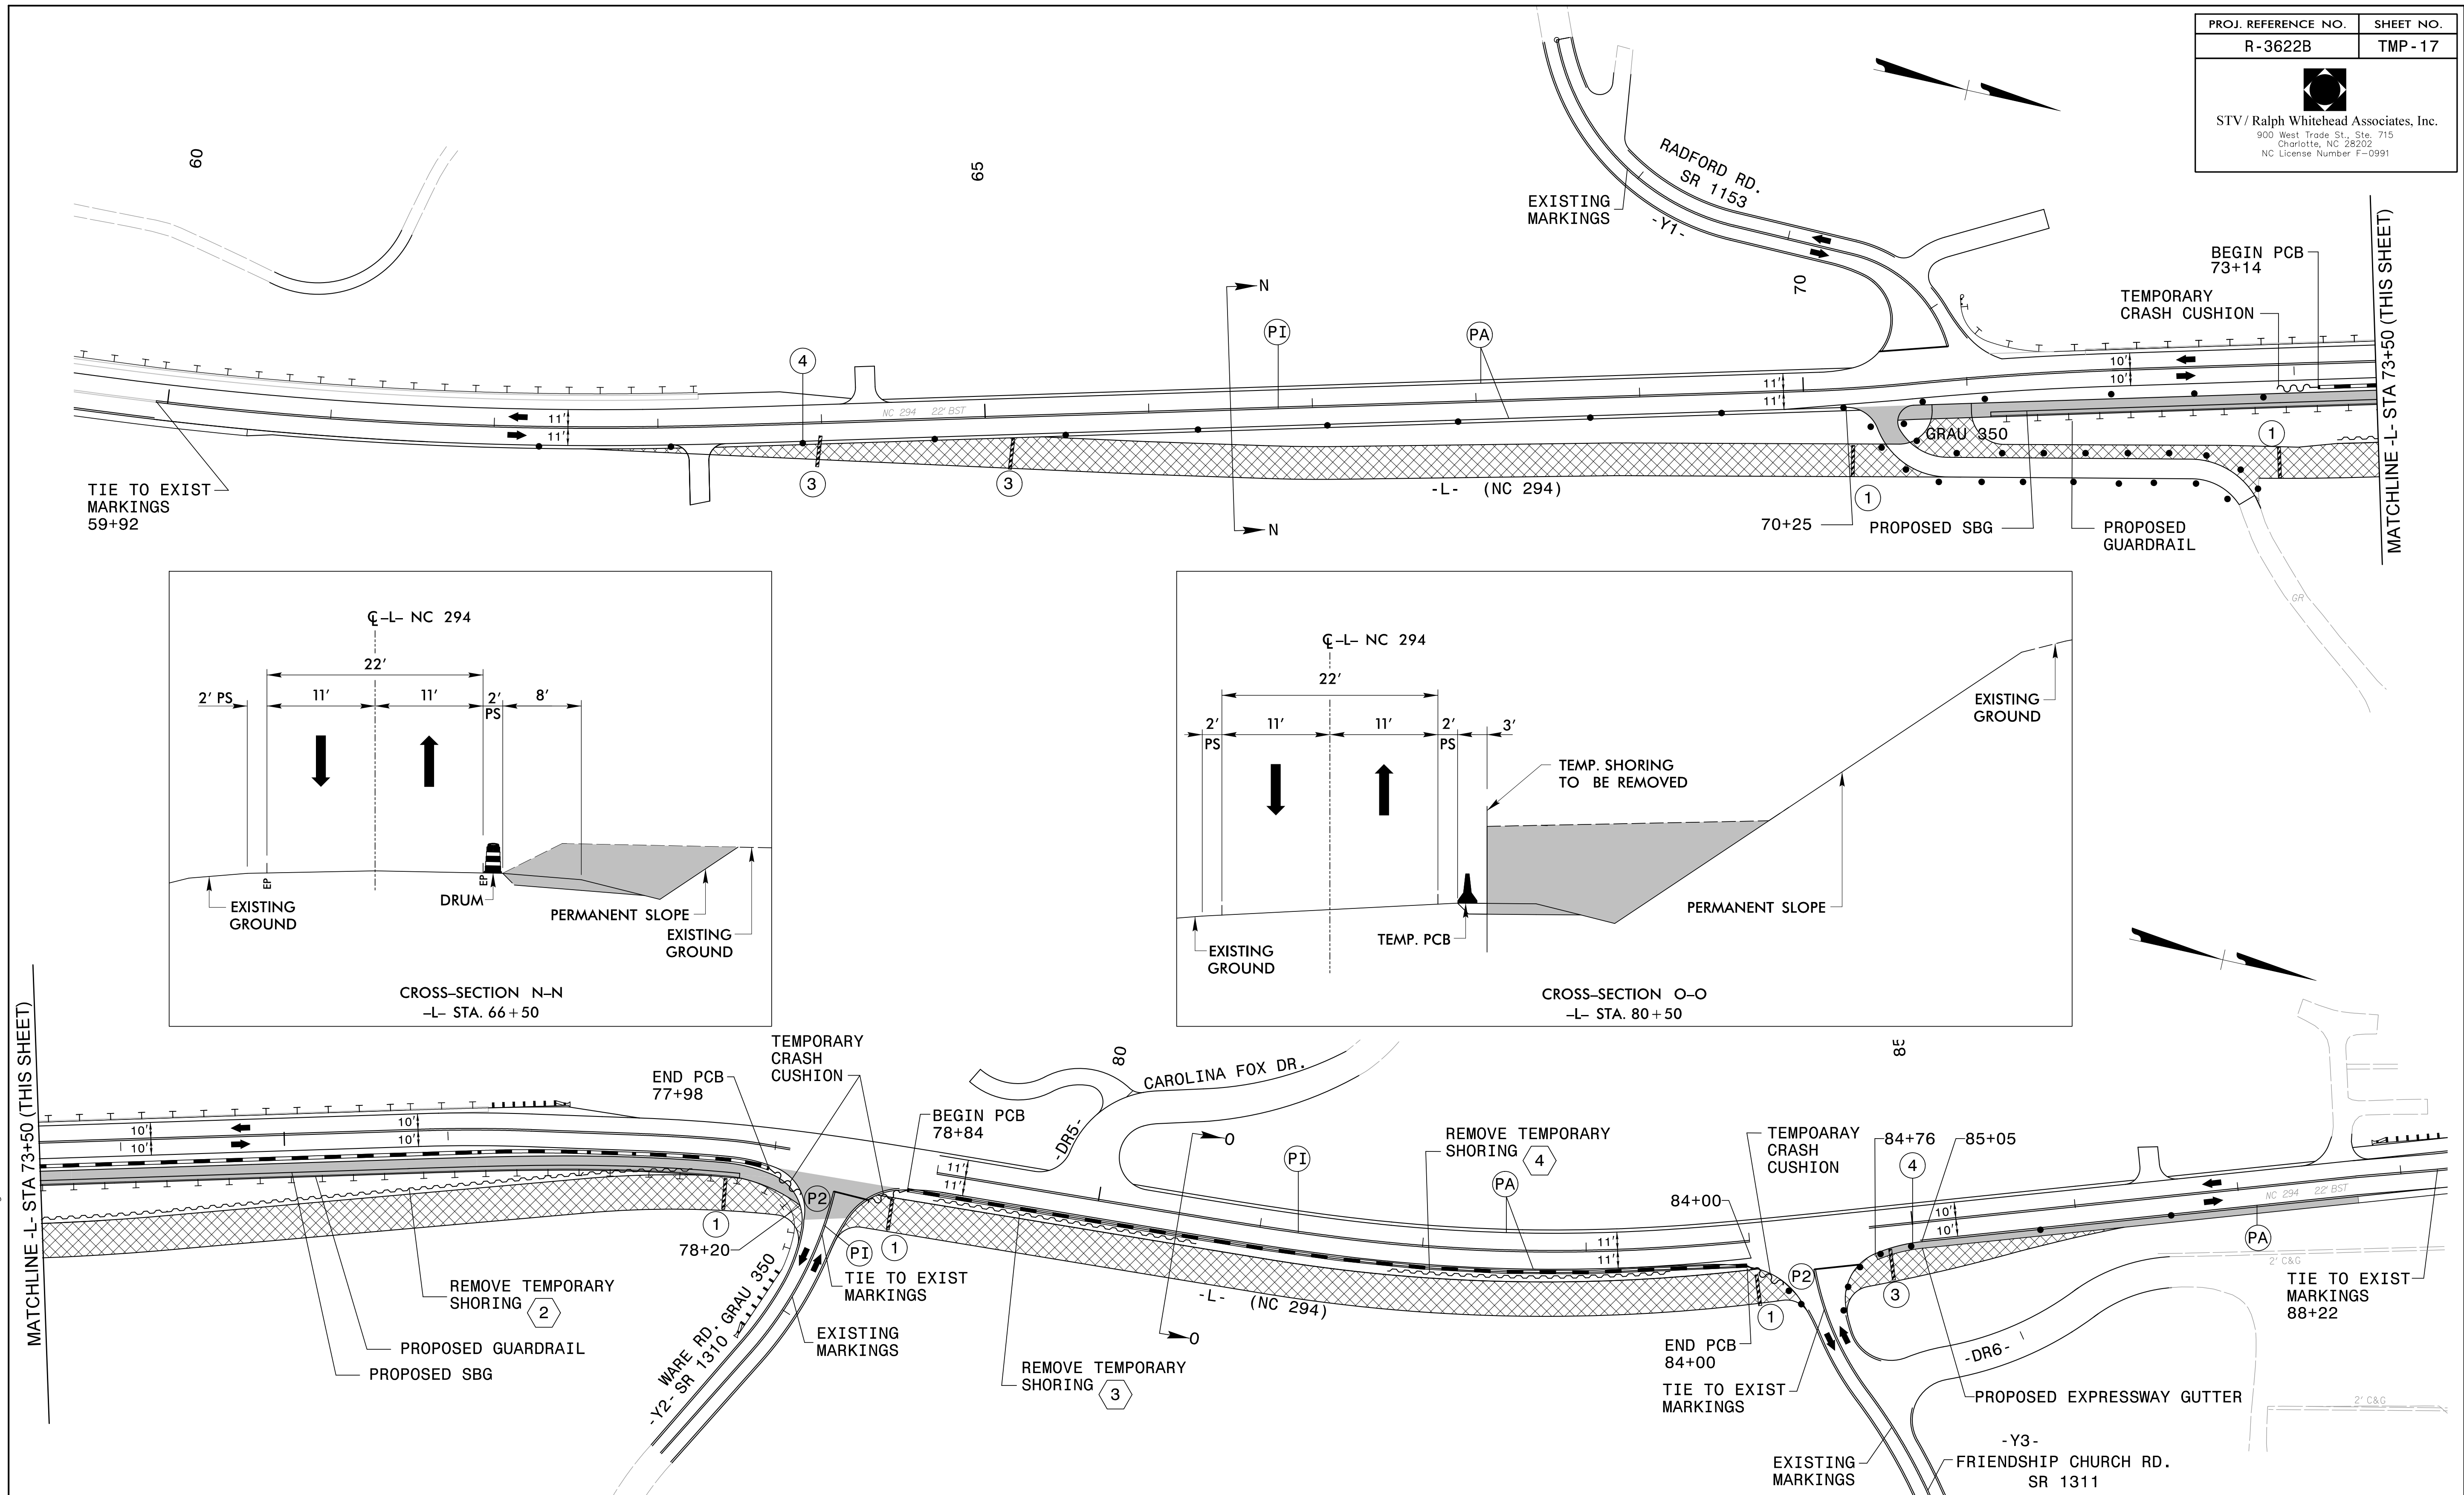 PROJ. REFERENCE NO.
SHEET NO.
R-3622B
TMP-17
STV / Ralph Whitehead Associates, Inc.
900 West Trade St., Ste. 715
Charlotte, NC 28202
NC License Number F-0991
60
65
RADFORD RD.
SR 1153
EXISTING
MARKINGS
-Y1-
70
BEGIN PCB
73+14
TEMPORARY
CRASH CUSHION
MATCHLINE -L- STA 73+50 (THIS SHEET)
N
PI
PA
4
NC 294 22' BST
11'
11'
11'
11'
10'
10'
GRAU 350
1
TIE TO EXIST
MARKINGS
59+92
3
3
N
-L- (NC 294)
1
70+25
PROPOSED SBG
PROPOSED
GUARDRAIL
GR
℄ -L- NC 294
22'
2' PS
11'
11'
2'
PS
8'
EP
EP
EXISTING
GROUND
DRUM
PERMANENT SLOPE
EXISTING
GROUND
CROSS-SECTION N-N
-L- STA. 66+50
℄ -L- NC 294
22'
2'
PS
11'
11'
2'
PS
3'
TEMP. SHORING
TO BE REMOVED
EXISTING
GROUND
PERMANENT SLOPE
TEMP. PCB
EXISTING
GROUND
CROSS-SECTION O-O
-L- STA. 80+50
MATCHLINE -L- STA 73+50 (THIS SHEET)
10'
10'
10'
10'
END PCB
77+98
TEMPORARY
CRASH
CUSHION
BEGIN PCB
78+84
80
CAROLINA FOX DR.
-DR5-
11'
11'
O
O
PI
REMOVE TEMPORARY
SHORING 4
PA
TEMPOARAY
CRASH
CUSHION
84+00
85
84+76
85+05
4
11'
11'
10'
10'
NC 294 22' BST
P2
1
78+20
PI
1
TIE TO EXIST
MARKINGS
REMOVE TEMPORARY
SHORING 2
PROPOSED GUARDRAIL
PROPOSED SBG
GRAU 350
WARE RD.
-Y2- SR 1310
EXISTING
MARKINGS
REMOVE TEMPORARY
SHORING 3
-L- (NC 294)
P2
1
3
END PCB
84+00
TIE TO EXIST
MARKINGS
-DR6-
PROPOSED EXPRESSWAY GUTTER
PA
2' C&G
TIE TO EXIST
MARKINGS
88+22
2' C&G
EXISTING
MARKINGS
-Y3-
FRIENDSHIP CHURCH RD.
SR 1311